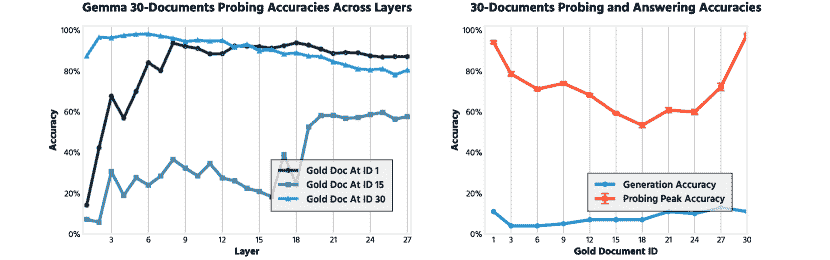 Gemma 30-Documents Probing Accuracies Across Layers
100%
80%
60%
40%
20%
0%
Accuracy
3 6 9 12 15 18 21 24 27
Layer
Gold Doc At ID 1
Gold Doc At ID 15
Gold Doc At ID 30
30-Documents Probing and Answering Accuracies
100%
80%
60%
40%
20%
0%
Accuracy
1 3 6 9 12 15 18 21 24 27 30
Gold Document ID
Generation Accuracy
Probing Peak Accuracy